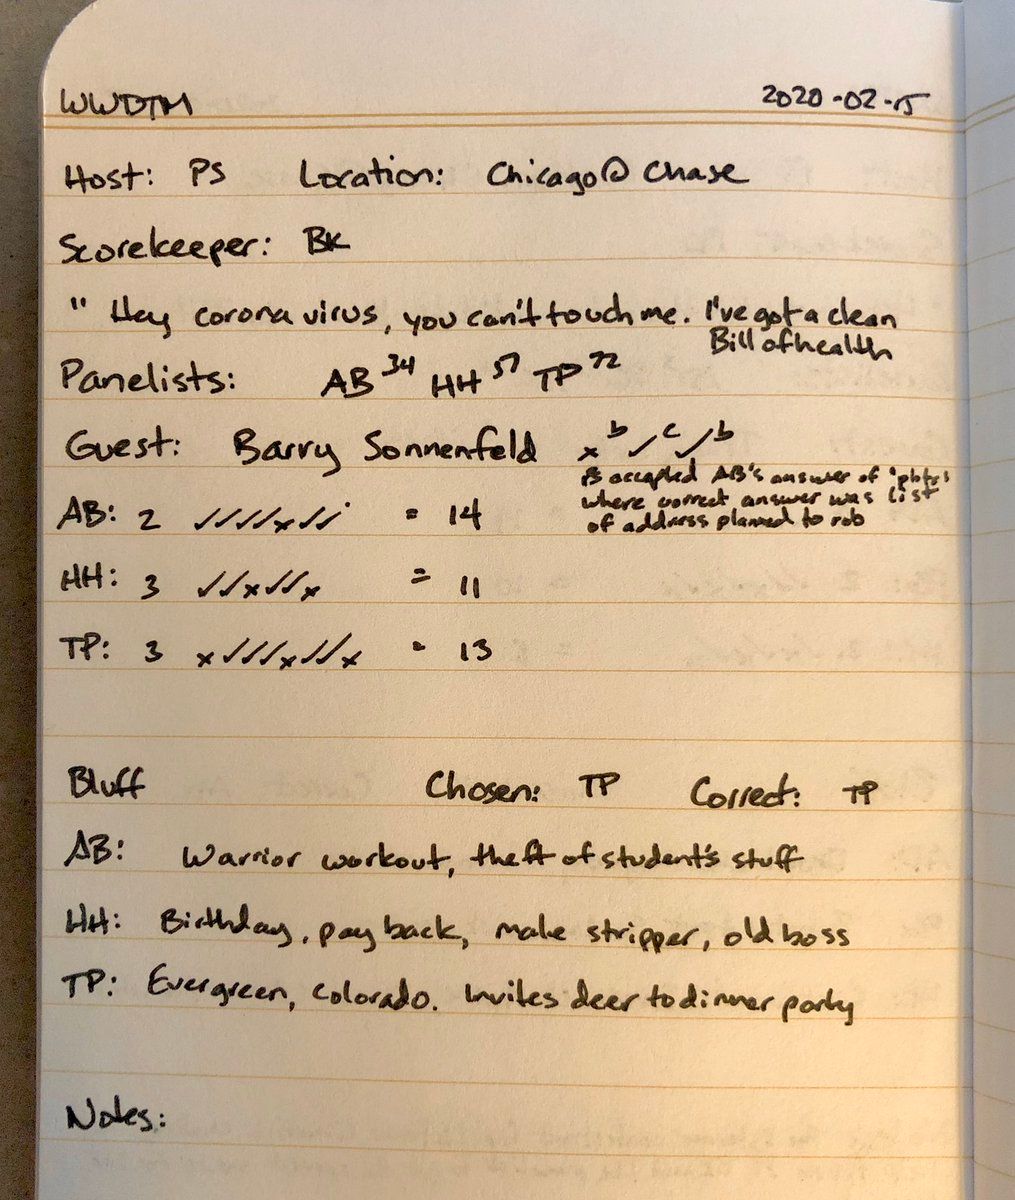 WWDTM 2020-02-15
Host: PS Location: Chicago @ Chase
Scorekeeper: BK
" Hey corona virus, you can't touch me. I've got a clean
Bill of health
Panelists: AB 34 HH 57 TP 72
Guest: Barry Sonnenfeld x b ✓ c ✓ b
PS accepted AB's answer of
where correct answer was list
of address planned to rob
AB: 2 ✓✓✓✓x✓✓ = 14
HH: 3 ✓✓x✓✓x = 11
TP: 3 x✓✓✓x✓✓x = 13
Bluff Chosen: TP Correct: TP
AB: Warrior workout, theft of student's stuff
HH: Birthday, pay back, male stripper, old boss
TP: Evergreen, Colorado. Invites deer to dinner party
Notes: